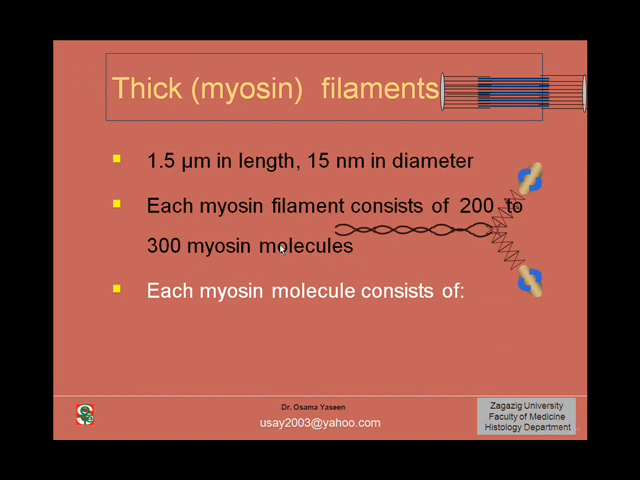 Thick (myosin) filaments
1.5 µm in length, 15 nm in diameter
Each myosin filament consists of 200 to
300 myosin molecules
Each myosin molecule consists of:
Dr. Osama Yaseen
usay2003@yahoo.com
Zagazig University
Faculty of Medicine
Histology Department